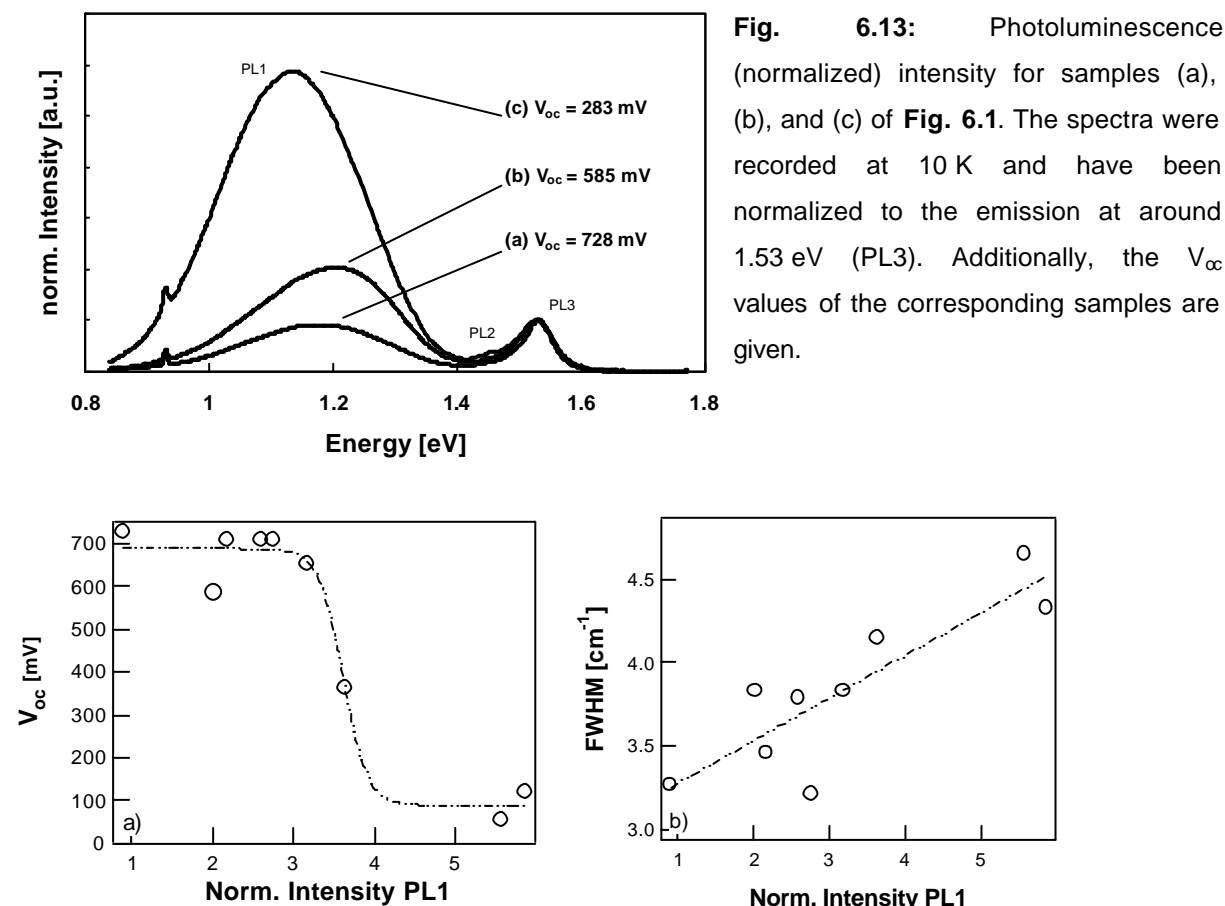 norm. Intensity [a.u.]
PL1
(c) Voc = 283 mV
(b) Voc = 585 mV
(a) Voc = 728 mV
PL2
PL3
0.8 1 1.2 1.4 1.6 1.8
Energy [eV]
Fig. 6.13: Photoluminescence
(normalized) intensity for samples (a),
(b), and (c) of Fig. 6.1. The spectra were
recorded at 10 K and have been
normalized to the emission at around
1.53 eV (PL3). Additionally, the Voc
values of the corresponding samples are
given.
Voc [mV]
700
600
500
400
300
200
100
0
a)
1 2 3 4 5
Norm. Intensity PL1
FWHM [cm-1]
4.5
4.0
3.5
3.0
b)
1 2 3 4 5
Norm. Intensity PL1